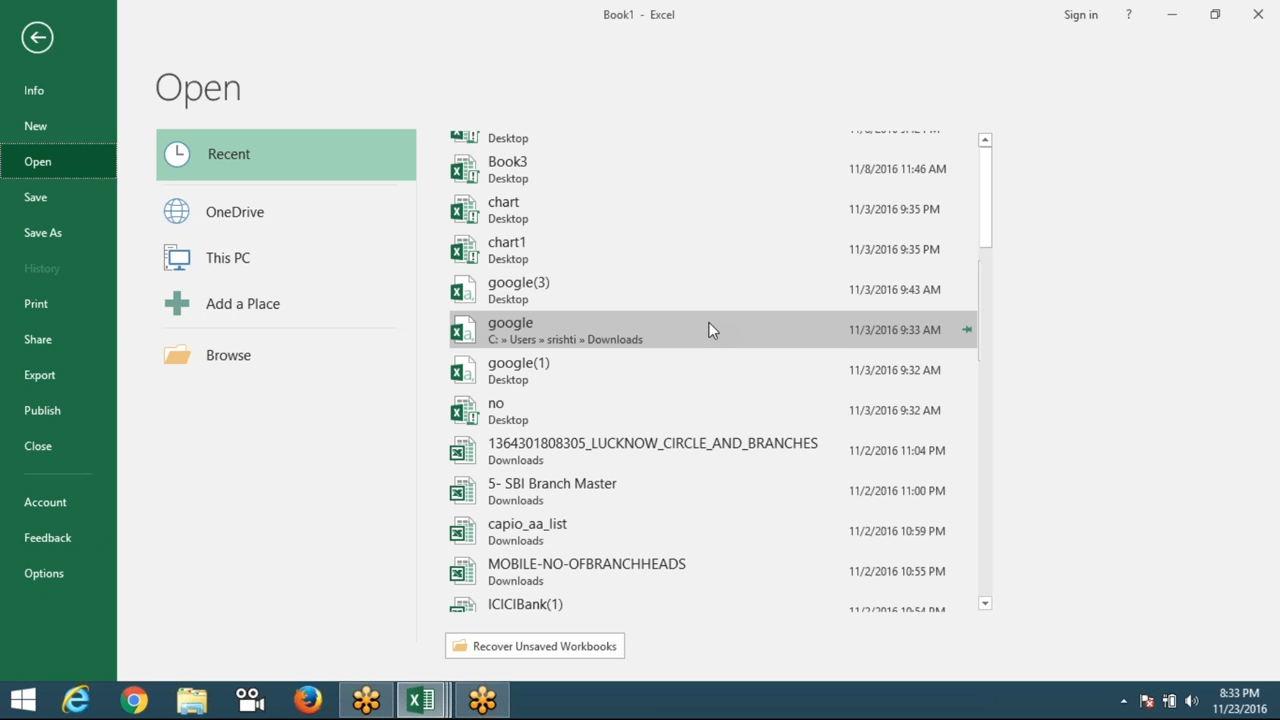 Book1 - Excel
Sign in
?
Info
New
Open
Save
Save As
History
Print
Share
Export
Publish
Close
Account
Feedback
Options
Open
Recent
OneDrive
This PC
Add a Place
Browse
Desktop
Book3
Desktop
11/8/2016 11:46 AM
chart
Desktop
11/3/2016 9:35 PM
chart1
Desktop
11/3/2016 9:35 PM
google(3)
Desktop
11/3/2016 9:43 AM
google
C: » Users » srishti » Downloads
11/3/2016 9:33 AM
google(1)
Desktop
11/3/2016 9:32 AM
no
Desktop
11/3/2016 9:32 AM
1364301808305_LUCKNOW_CIRCLE_AND_BRANCHES
Downloads
11/2/2016 11:04 PM
5- SBI Branch Master
Downloads
11/2/2016 11:00 PM
capio_aa_list
Downloads
11/2/2016 10:59 PM
MOBILE-NO-OFBRANCHHEADS
Downloads
11/2/2016 10:55 PM
ICICIBank(1)
11/2/2016 10:54 PM
Recover Unsaved Workbooks
8:33 PM
11/23/2016